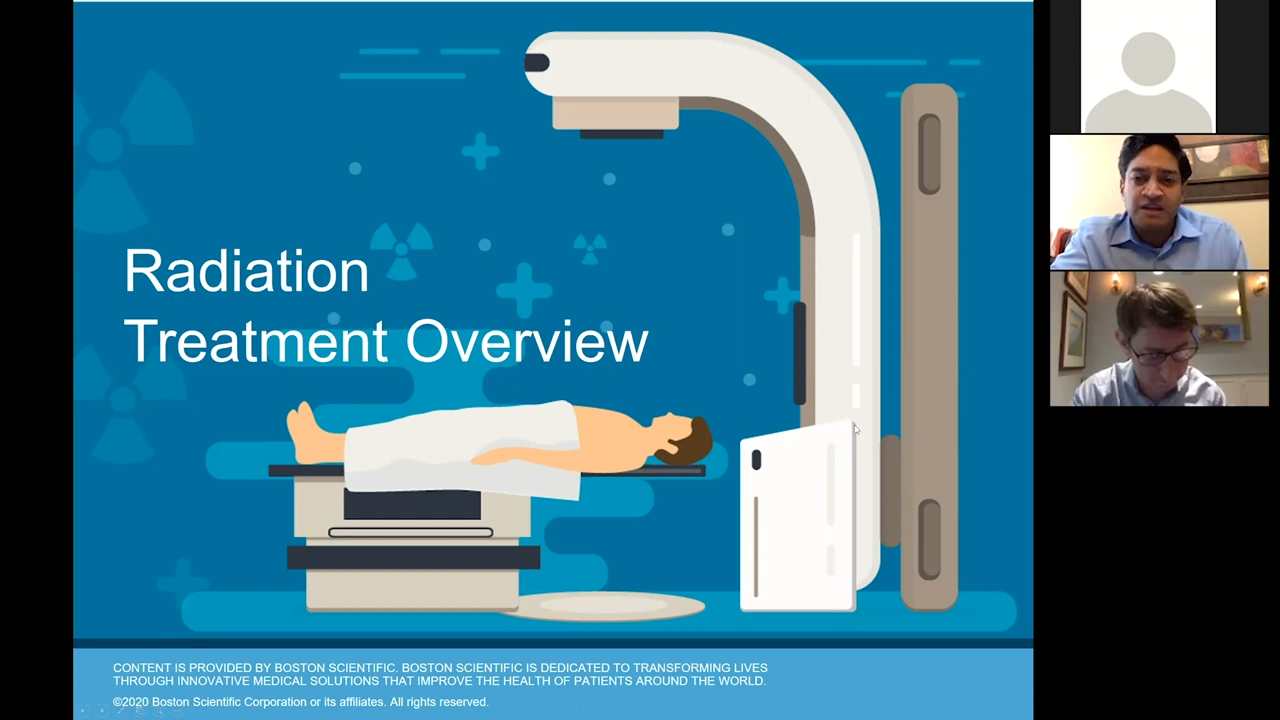 Radiation
Treatment Overview
CONTENT IS PROVIDED BY BOSTON SCIENTIFIC. BOSTON SCIENTIFIC IS DEDICATED TO TRANSFORMING LIVES
THROUGH INNOVATIVE MEDICAL SOLUTIONS THAT IMPROVE THE HEALTH OF PATIENTS AROUND THE WORLD.
©2020 Boston Scientific Corporation or its affiliates. All rights reserved.